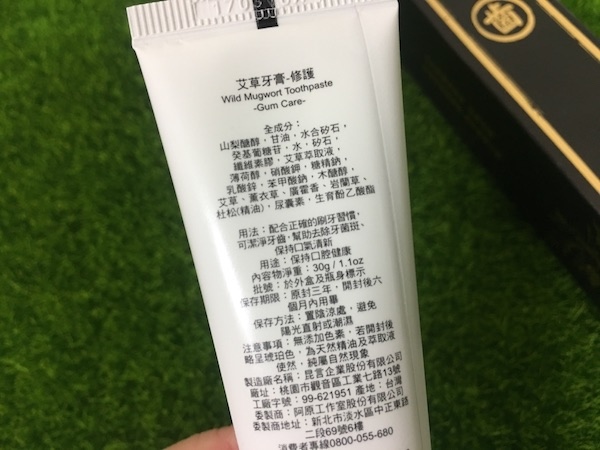 艾草牙膏-修護
Wild Mugwort Toothpaste
-Gum Care-
全成分：
山梨醣醇，甘油，水合矽石，
癸基葡糖苷，水，矽石，
纖維素膠，艾草萃取液，
薄荷醇，硝酸鉀，糖精鈉，
乳酸鋅，苯甲酸鈉，木醣醇，
艾草、薰衣草、廣藿香、岩蘭草、
杜松(精油)，尿囊素，生育酚乙酸酯
用法：配合正確的刷牙習慣，
可潔淨牙齒，幫助去除牙菌斑、
保持口氣清新
用途：保持口腔健康
內容物淨重：30g / 1.1oz
批號：於外盒及瓶身標示
保存期限：原封三年，開封後六
個月內用畢
保存方法：置陰涼處，避免
陽光直射或潮濕
注意事項：無添加色素，若開封後
略呈琥珀色，為天然精油及萃取液
使然，純屬自然現象
製造廠名稱：昆言企業股份有限公司
廠址：桃園市觀音區工業七路13號
工廠字號：99-621951 產地：台灣
委製商：阿原工作室股份有限公司
委製商地址：新北市淡水區中正東路
二段69號6樓
消費者專線0800-055-680
齒